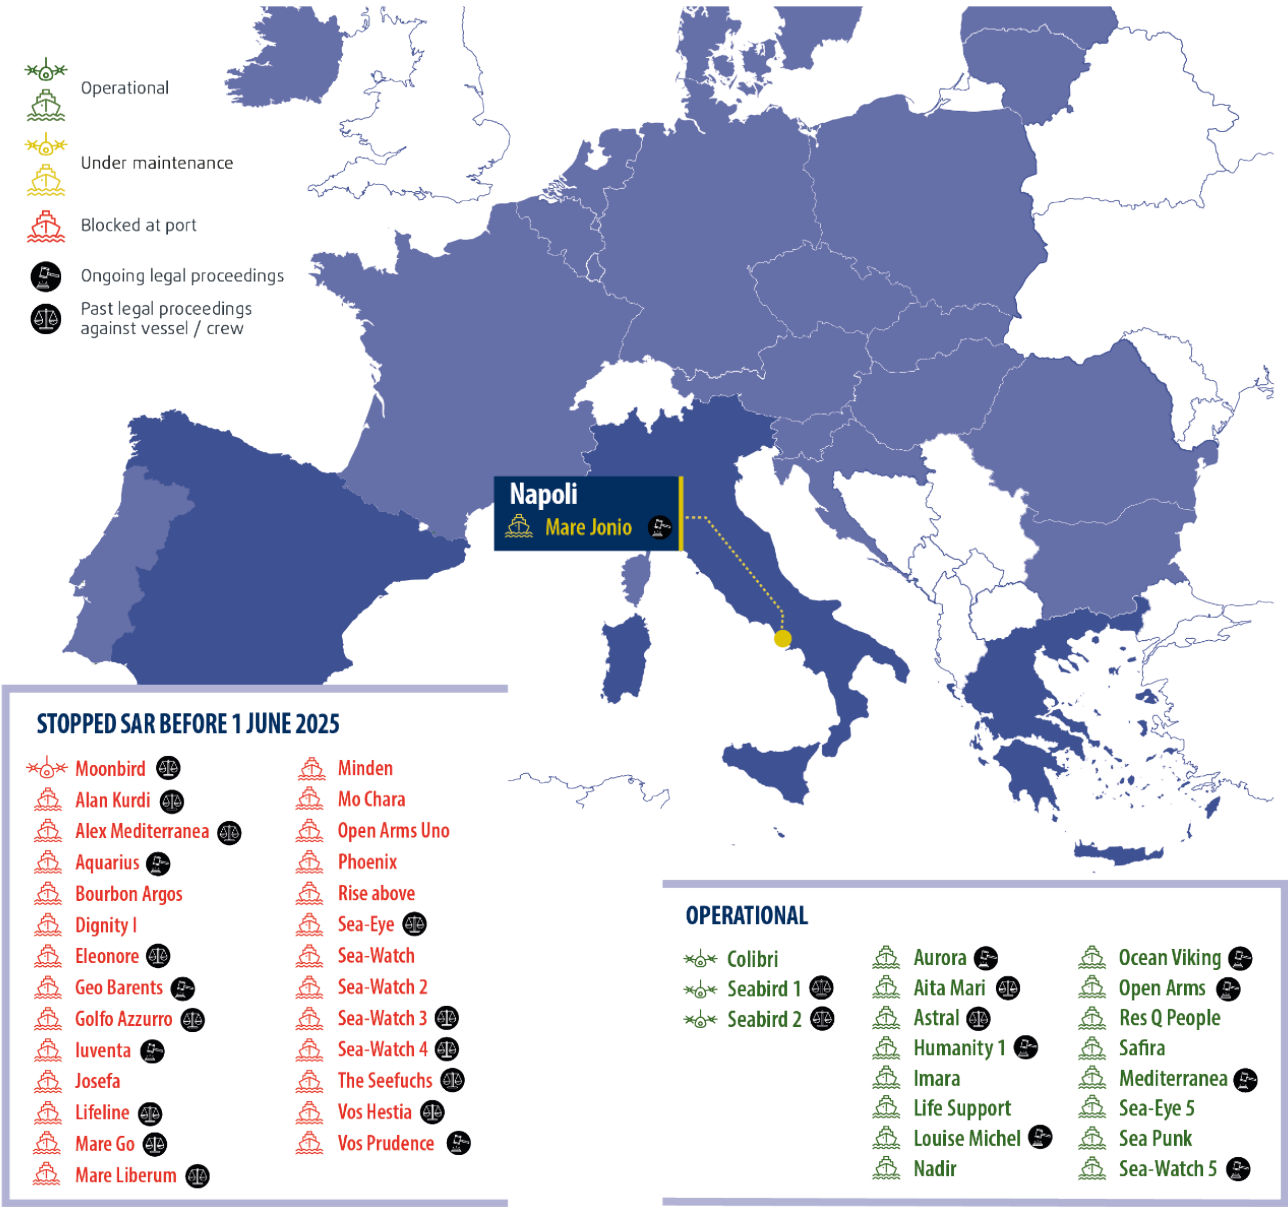 Operational
Under maintenance
Blocked at port
Ongoing legal proceedings
Past legal proceedings
against vessel / crew
Napoli
Mare Jonio
STOPPED SAR BEFORE 1 JUNE 2025
Moonbird
Alan Kurdi
Alex Mediterranea
Aquarius
Bourbon Argos
Dignity I
Eleonore
Geo Barents
Golfo Azzurro
Iuventa
Josefa
Lifeline
Mare Go
Mare Liberum
Minden
Mo Chara
Open Arms Uno
Phoenix
Rise above
Sea-Eye
Sea-Watch
Sea-Watch 2
Sea-Watch 3
Sea-Watch 4
The Seefuchs
Vos Hestia
Vos Prudence
OPERATIONAL
Colibri
Seabird 1
Seabird 2
Aurora
Aita Mari
Astral
Humanity 1
Imara
Life Support
Louise Michel
Nadir
Ocean Viking
Open Arms
Res Q People
Safira
Mediterranea
Sea-Eye 5
Sea Punk
Sea-Watch 5